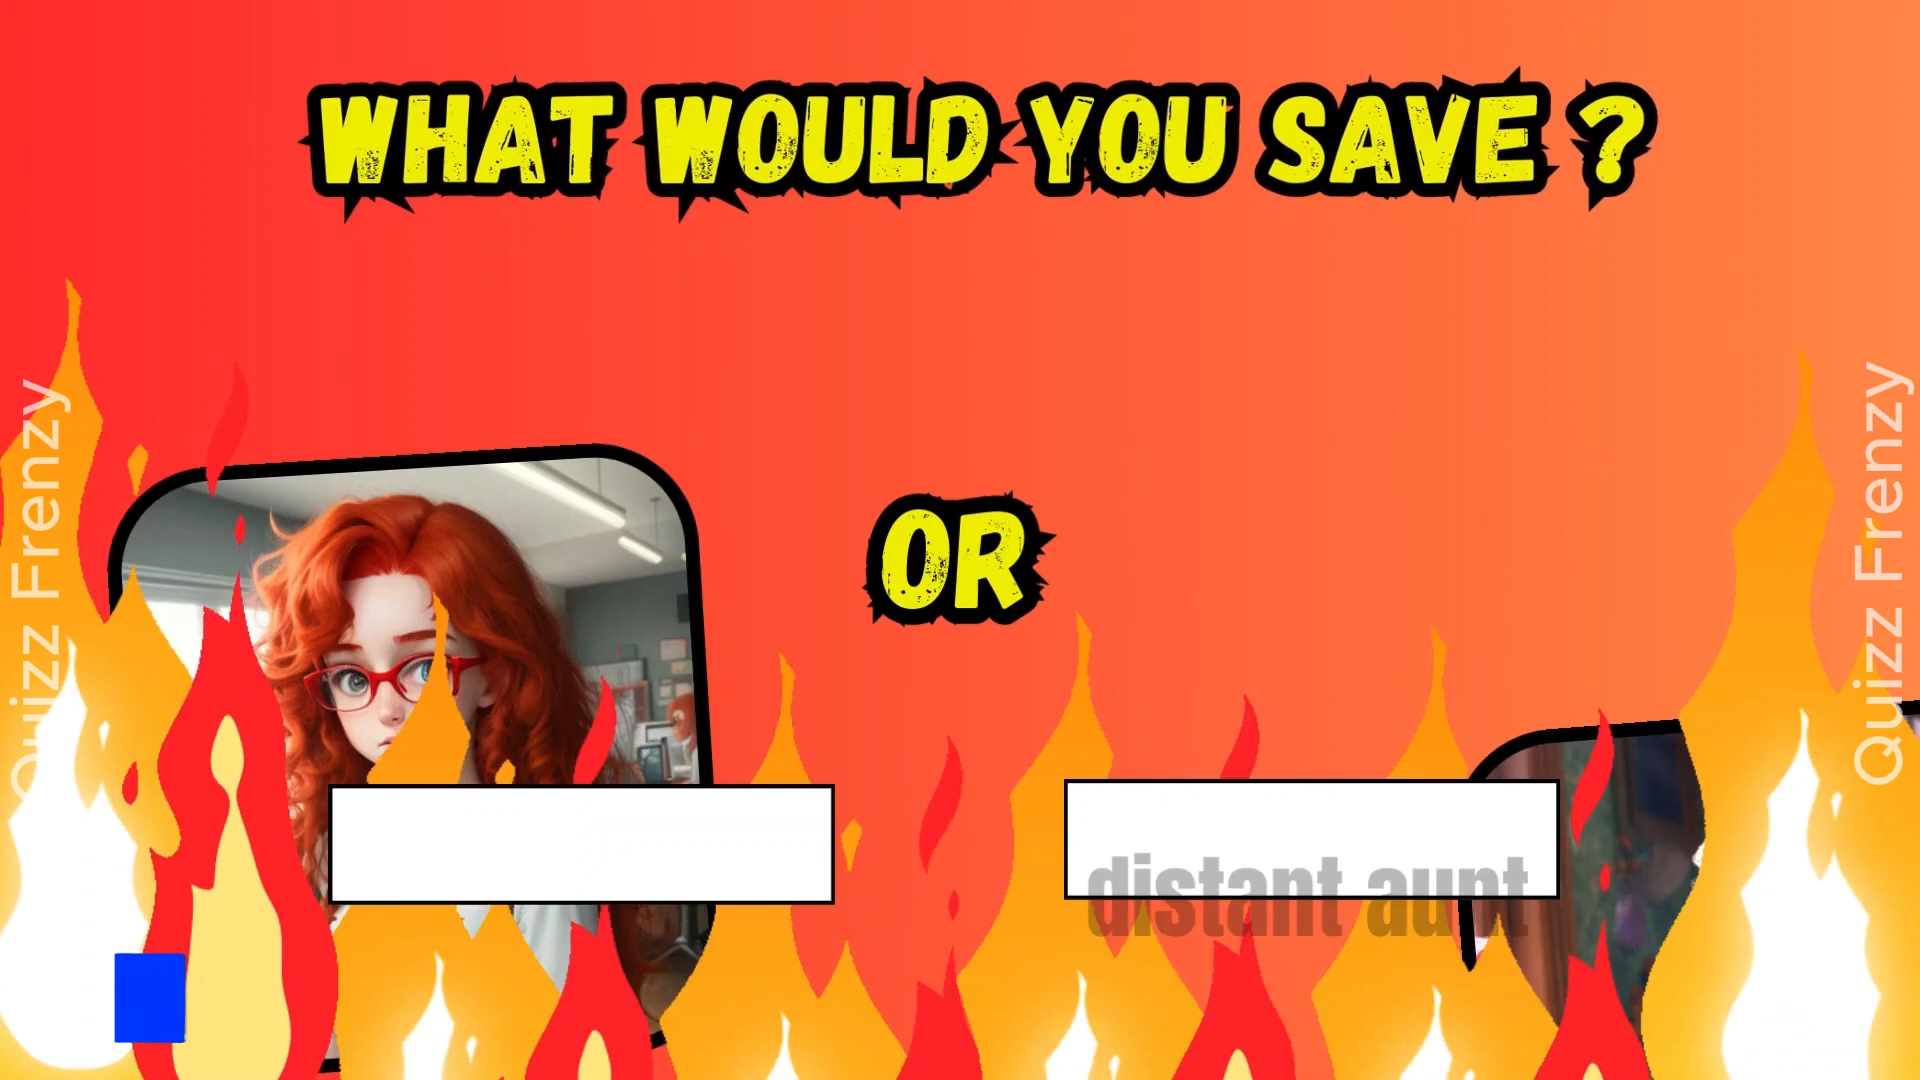 WHAT WOULD YOU SAVE ?
OR
distant aunt
Quizz Frenzy
Quizz Frenzy